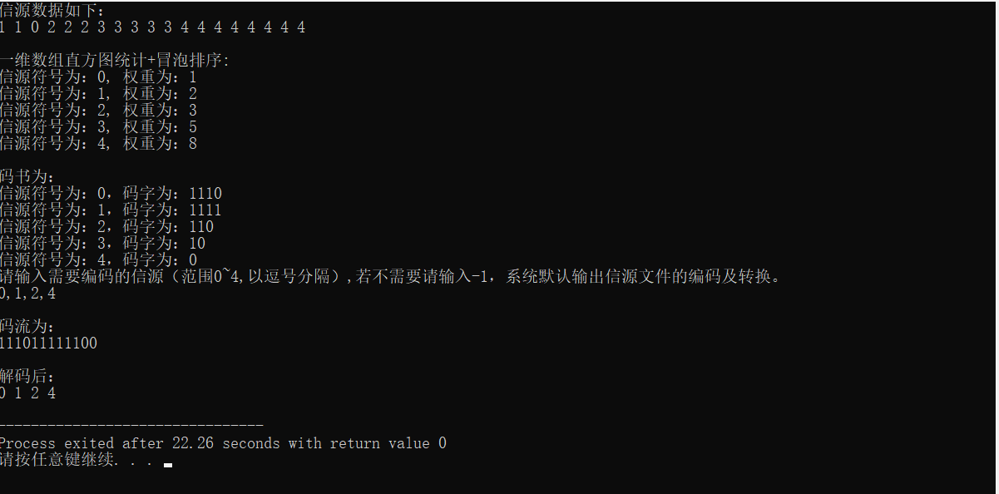 信源数据如下:
1 1 0 2 2 2 3 3 3 3 3 4 4 4 4 4 4 4 4
一维数组直方图统计+冒泡排序:
信源符号为: 0, 权重为: 1
信源符号为: 1, 权重为: 2
信源符号为: 2, 权重为: 3
信源符号为: 3, 权重为: 5
信源符号为: 4, 权重为: 8
码书为:
信源符号为: 0，码字为: 1110
信源符号为: 1，码字为: 1111
信源符号为: 2，码字为: 110
信源符号为: 3，码字为: 10
信源符号为: 4，码字为: 0
请输入需要编码的信源（范围0~4,以逗号分隔）,若不需要请输入-1，系统默认输出信源文件的编码及转换。
0,1,2,4
码流为:
111011111100
解码后:
0 1 2 4
--------------------------------
Process exited after 22.26 seconds with return value 0
请按任意键继续. . .